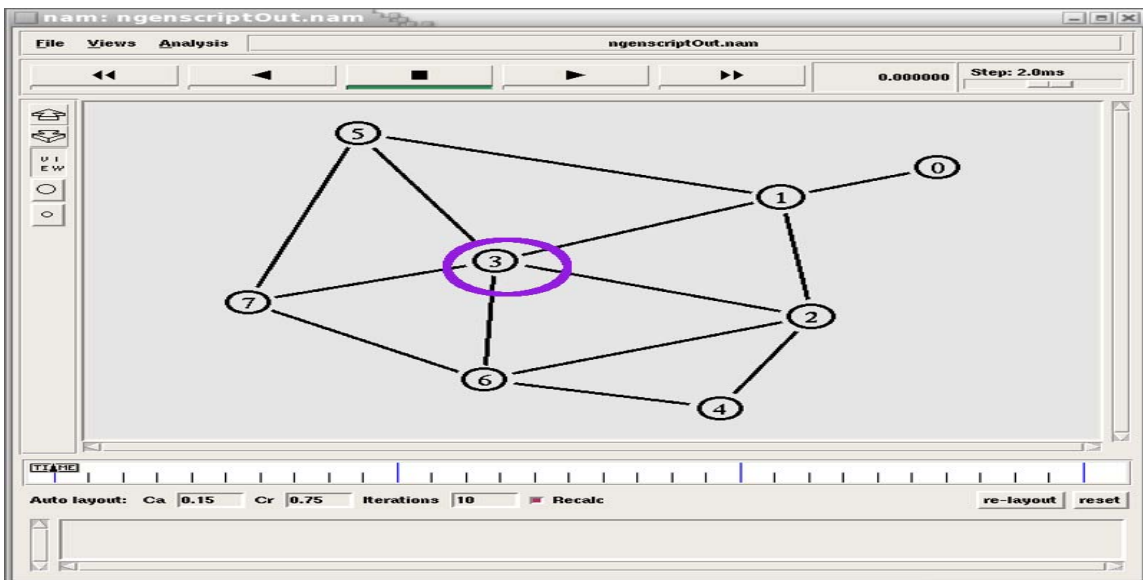 nam: ngenscriptOut.nam
File Views Analysis ngenscriptOut.nam
0.000000 Step: 2.0ms
V I
E W
5
0
1
3
7
2
6
4
TIME
Auto layout: Ca 0.15 Cr 0.75 Iterations 10 Recalc re-layout reset